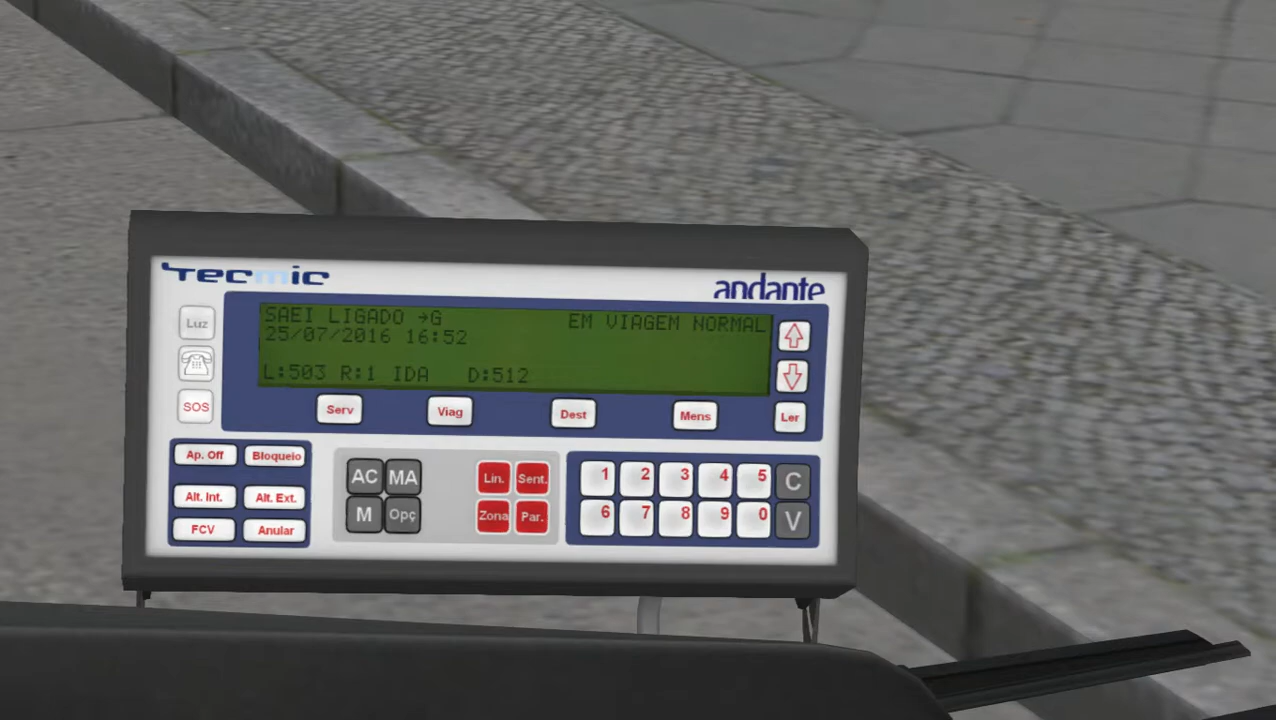 Tecmic
andante
Luz
SOS
SAEI LIGADO →G EM VIAGEM NORMAL
25/07/2016 16:52
L:503 R:1 IDA D:512
Serv Viag Dest Mens Ler
Ap. Off Bloqueio
Alt. Int. Alt. Ext.
FCV Anular
AC MA
M Opç
Lin. Sent.
Zona Par.
1 2 3 4 5 C
6 7 8 9 0 V